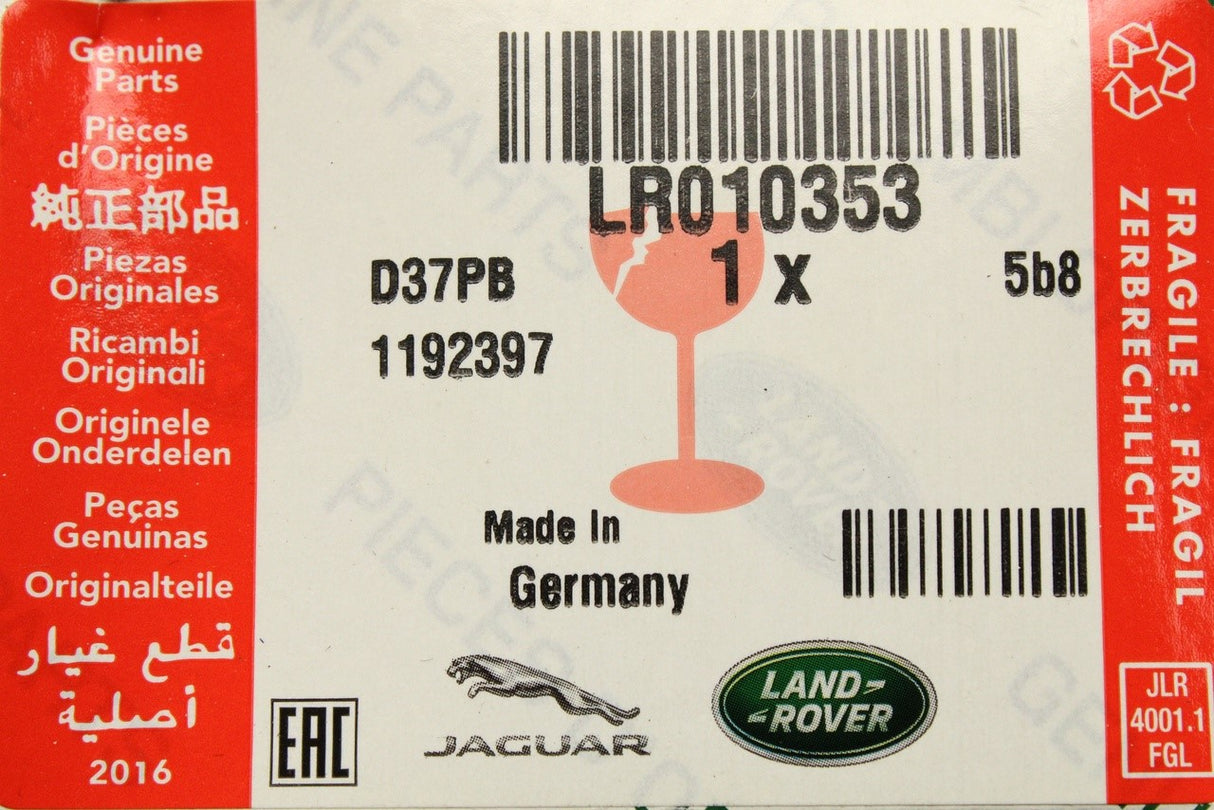 Genuine
Parts
Pièces
d'Origine
純正部品
Piezas
Originales
Ricambi
Originali
Originele
Onderdelen
Peças
Genuinas
Originalteile
قطع غيار
أصلية
2016
LR010353
D37PB
1 x
5b8
1192397
Made In
Germany
EAC
JAGUAR
LAND-
-ROVER
FRAGILE : FRAGIL
ZERBRECHLICH
JLR
4001.1
FGL